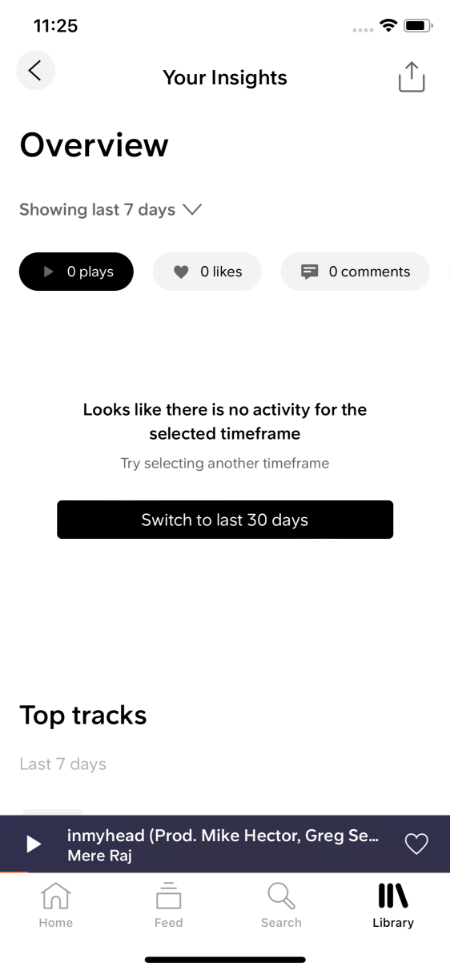 11:25
Your Insights
Overview
Showing last 7 days
0 plays
0 likes
0 comments
Looks like there is no activity for the
selected timeframe
Try selecting another timeframe
Switch to last 30 days
Top tracks
Last 7 days
inmyhead (Prod. Mike Hector, Greg Se...
Mere Raj
Home
Feed
Search
Library